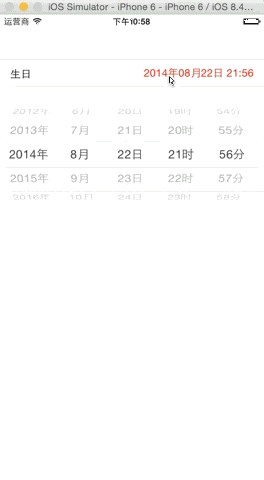 iOS Simulator - iPhone 6 - iPhone 6 / iOS 8.4...
运营商 下午10:58
生日 2014年08月22日 21:56
2012年 6月 20日 19时 54分
2013年 7月 21日 20时 55分
2014年 8月 22日 21时 56分
2015年 9月 23日 22时 57分
2016年 10月 24日 23时 58分